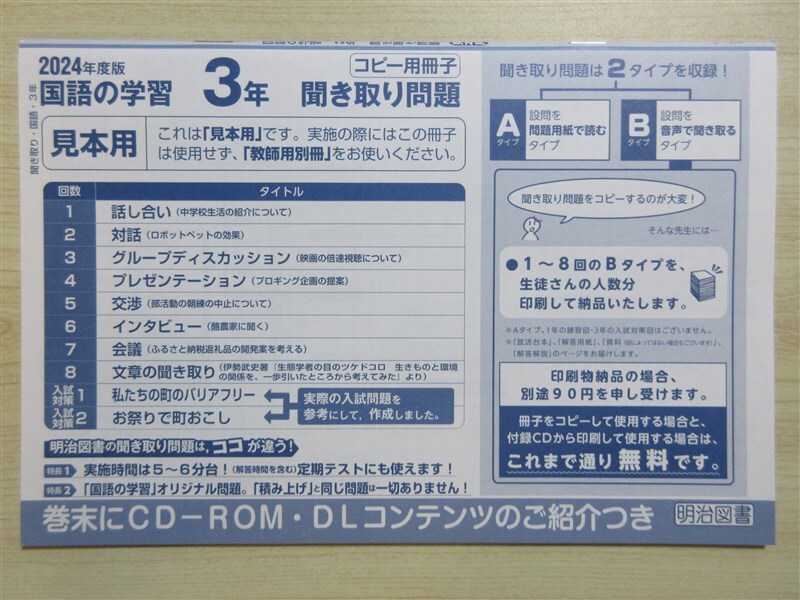 2024年度版
国語の学習 3年 聞き取り問題
コピー用冊子
聞き取り・国語・3年
見本用
これは「見本用」です。実施の際にはこの冊子
は使用せず、「教師用別冊」をお使いください。
回数 タイトル
1 話し合い（中学校生活の紹介について）
2 対話（ロボットペットの効果）
3 グループディスカッション（映画の倍速視聴について）
4 プレゼンテーション（プロギング企画の提案）
5 交渉（部活動の朝練の中止について）
6 インタビュー（酪農家に聞く）
7 会議（ふるさと納税返礼品の開発案を考える）
8 文章の聞き取り（伊勢武史著『生態学者の目のツケドコロ 生きものと環境
の関係を、一歩引いたところから考えてみた』より）
入試対策1 私たちの町のバリアフリー
入試対策2 お祭りで町おこし
実際の入試問題を
参考にして、作成しました。
明治図書の聞き取り問題は、ココが違う！
特長1 実施時間は5～6分台！（解答時間を含む）定期テストにも使えます！
特長2 「国語の学習」オリジナル問題。「積み上げ」と同じ問題は一切ありません！
聞き取り問題は2タイプを収録！
Aタイプ 設問を
問題用紙で読む
タイプ
Bタイプ 設問を
音声で聞き取る
タイプ
聞き取り問題をコピーするのが大変！
そんな先生には…
●1～8回のBタイプを、
生徒さんの人数分
印刷して納品いたします。
※Aタイプ、1年の練習回・3年の入試対策回はございません。
※「放送台本」、「解答用紙」、「資料（回によってはない場合もございます）」、
「解答解説」のページをお届けします。
印刷物納品の場合、
別途90円を申し受けます。
冊子をコピーして使用する場合と、
付録CDから印刷して使用する場合は、
これまで通り無料です。
巻末にCD－ROM・DLコンテンツのご紹介つき
明治図書